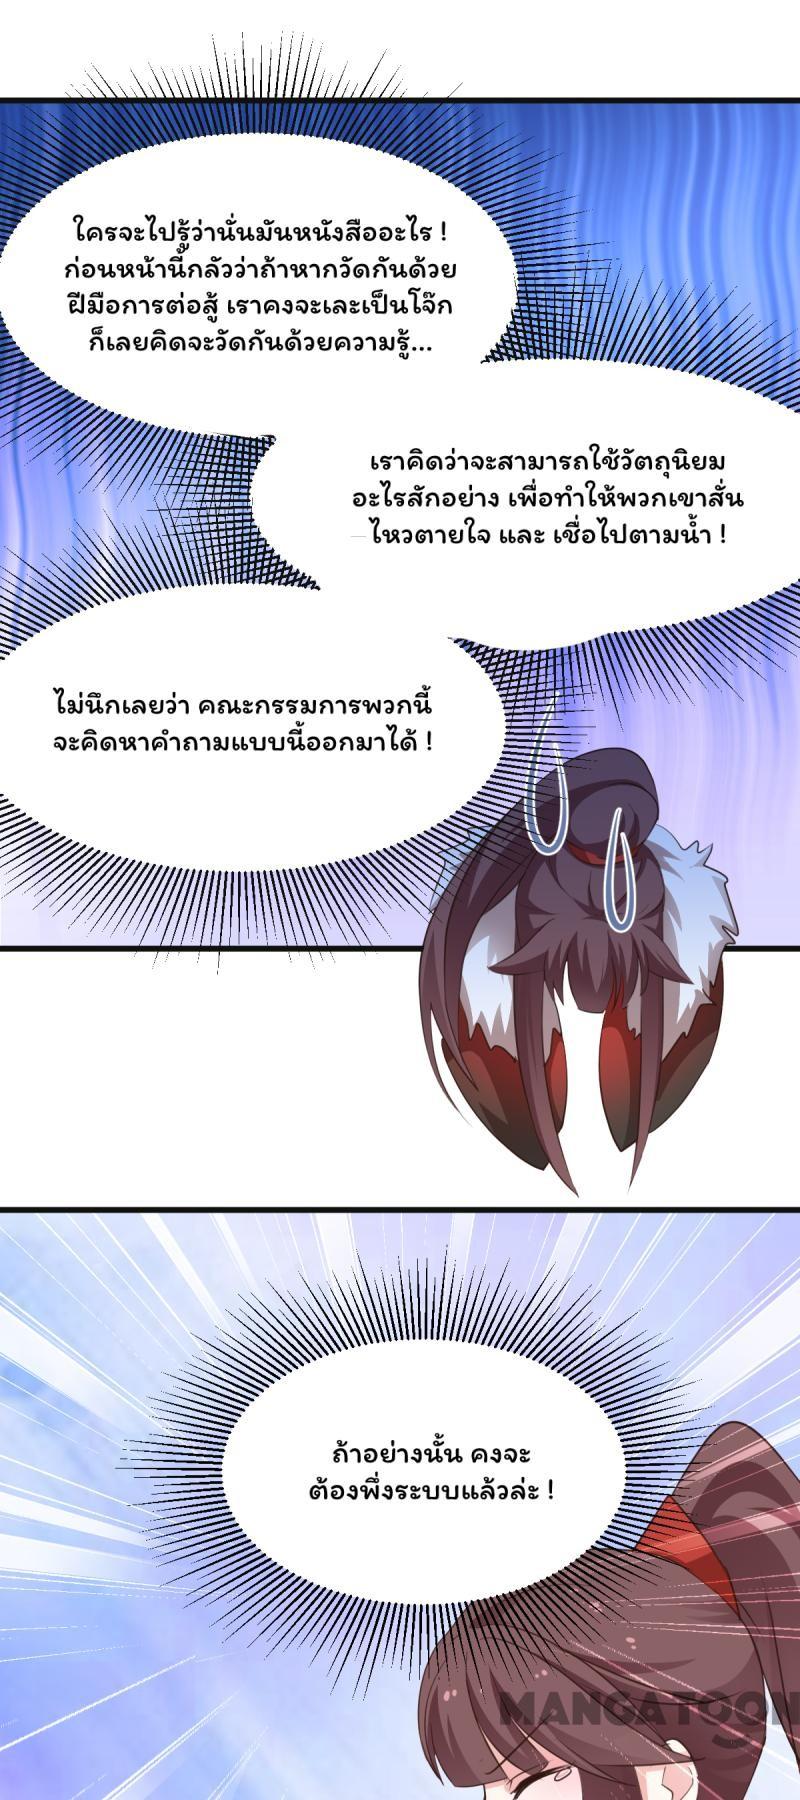 ใครจะไปรู้ว่านั่นมันหนังสืออะไร !
ก่อนหน้านี้กลัวว่าถ้าหากวัดกันด้วย
ฝีมือการต่อสู้ เราคงจะเละเป็นโจ๊ก
ก็เลยคิดจะวัดกันด้วยความรู้...
เราคิดว่าจะสามารถใช้วัตถุนิยม
อะไรสักอย่าง เพื่อทำให้พวกเขาสั่น
ไหวตายใจ และ เชื่อไปตามน้ำ !
ไม่นึกเลยว่า คณะกรรมการพวกนี้
จะคิดหาคำถามแบบนี้ออกมาได้ !
ถ้าอย่างนั้น คงจะ
ต้องพึ่งระบบแล้วล่ะ !
MANGATOON